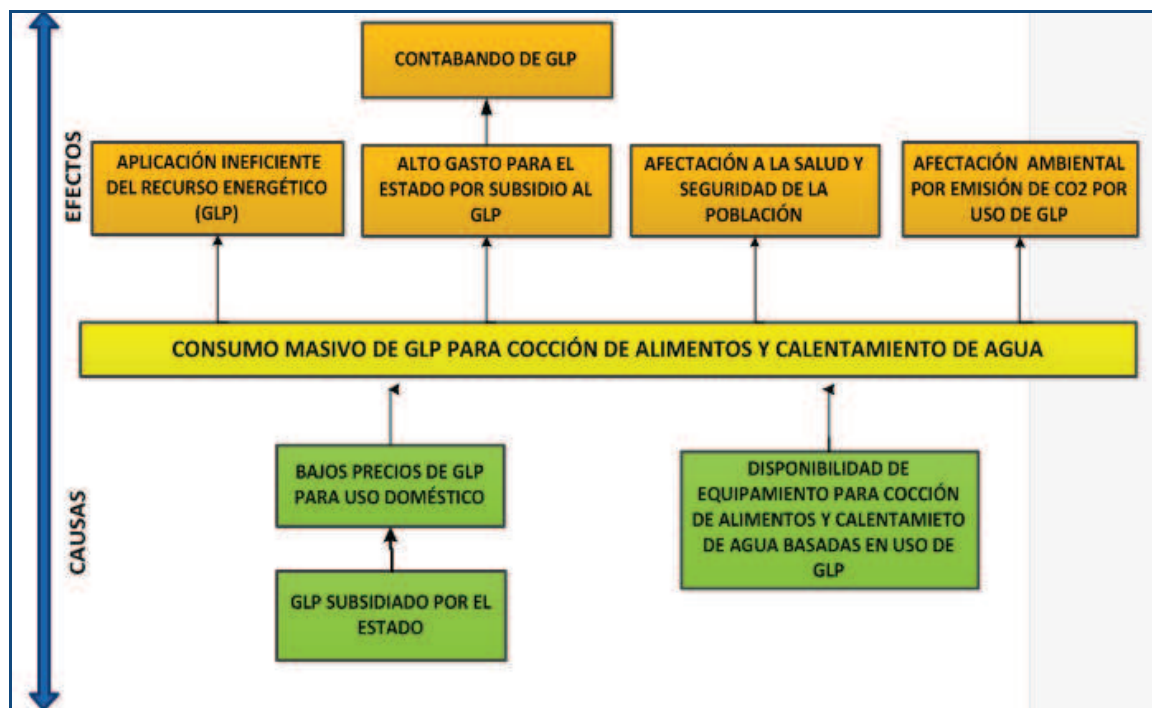 CONTABANDO DE GLP
EFECTOS
APLICACIÓN INEFICIENTE
DEL RECURSO ENERGÉTICO
(GLP)
ALTO GASTO PARA EL
ESTADO POR SUBSIDIO AL
GLP
AFECTACIÓN A LA SALUD Y
SEGURIDAD DE LA
POBLACIÓN
AFECTACIÓN AMBIENTAL
POR EMISIÓN DE CO2 POR
USO DE GLP
CONSUMO MASIVO DE GLP PARA COCCIÓN DE ALIMENTOS Y CALENTAMIENTO DE AGUA
CAUSAS
BAJOS PRECIOS DE GLP
PARA USO DOMÉSTICO
DISPONIBILIDAD DE
EQUIPAMIENTO PARA COCCIÓN
DE ALIMENTOS Y CALENTAMIETO
DE AGUA BASADAS EN USO DE
GLP
GLP SUBSIDIADO POR EL
ESTADO